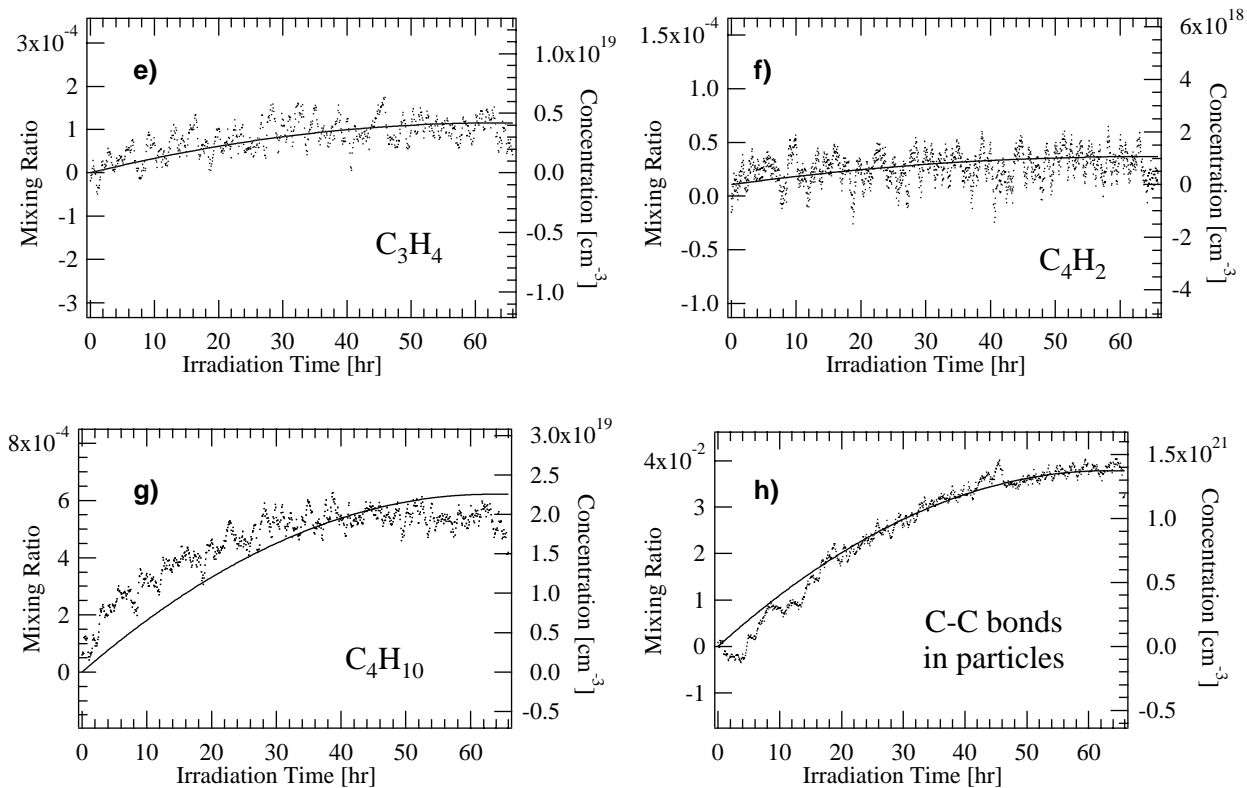 e)
Mixing Ratio
3x10-4
2
1
0
-1
-2
-3
1.0x1019
0.5
0.0
-0.5
-1.0
Concentration [cm-3]
C3H4
0 10 20 30 40 50 60
Irradiation Time [hr]
f)
Mixing Ratio
1.5x10-4
1.0
0.5
0.0
-0.5
-1.0
6x1018
4
2
0
-2
-4
Concentration [cm-3]
C4H2
0 10 20 30 40 50 60
Irradiation Time [hr]
g)
Mixing Ratio
8x10-4
6
4
2
0
3.0x1019
2.5
2.0
1.5
1.0
0.5
0.0
-0.5
Concentration [cm-3]
C4H10
0 10 20 30 40 50 60
Irradiation Time [hr]
h)
Mixing Ratio
4x10-2
3
2
1
0
-1
1.5x1021
1.0
0.5
0.0
-0.5
Concentration [cm-3]
C-C bonds
in particles
0 10 20 30 40 50 60
Irradiation Time [hr]